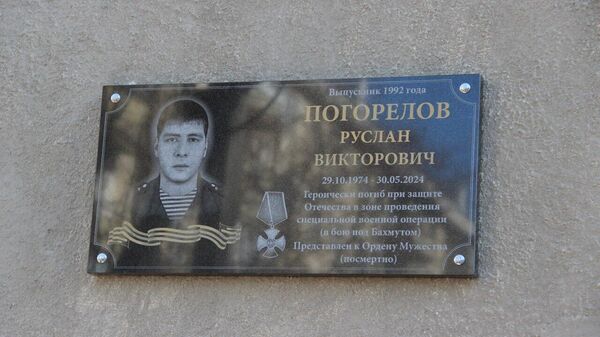 Выпускник 1992 года
ПОГОРЕЛОВ
РУСЛАН
ВИКТОРОВИЧ
29.10.1974 - 30.05.2024
Героически погиб при защите
Отечества в зоне проведения
специальной военной операции
(в бою под Бахмутом)
Представлен к Ордену Мужества
(посмертно)